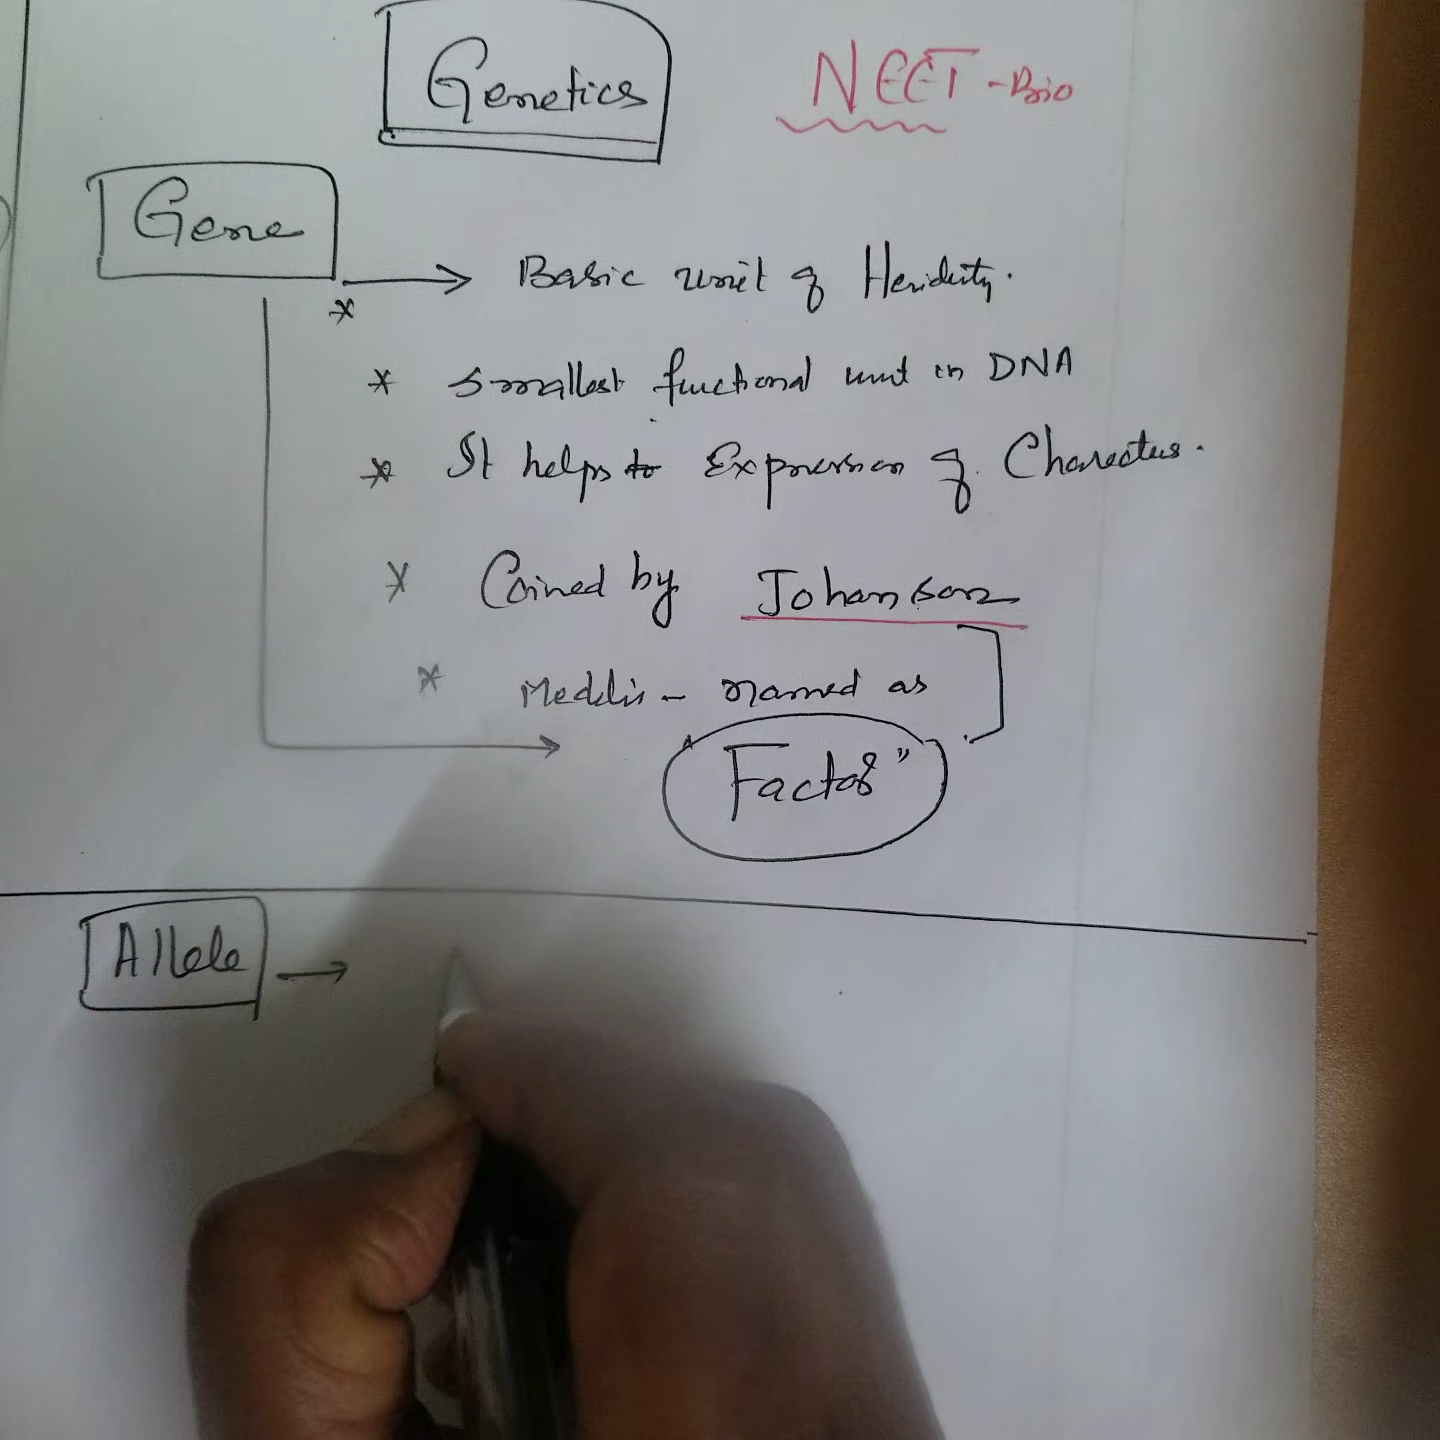 Genetics
NEET - Bio
Gene
Basic unit of Heridity.
* smallest functional unit in DNA
* It helps to Expression of Charectus.
* Coined by Johanson
* named as
"Factor"
Allele →